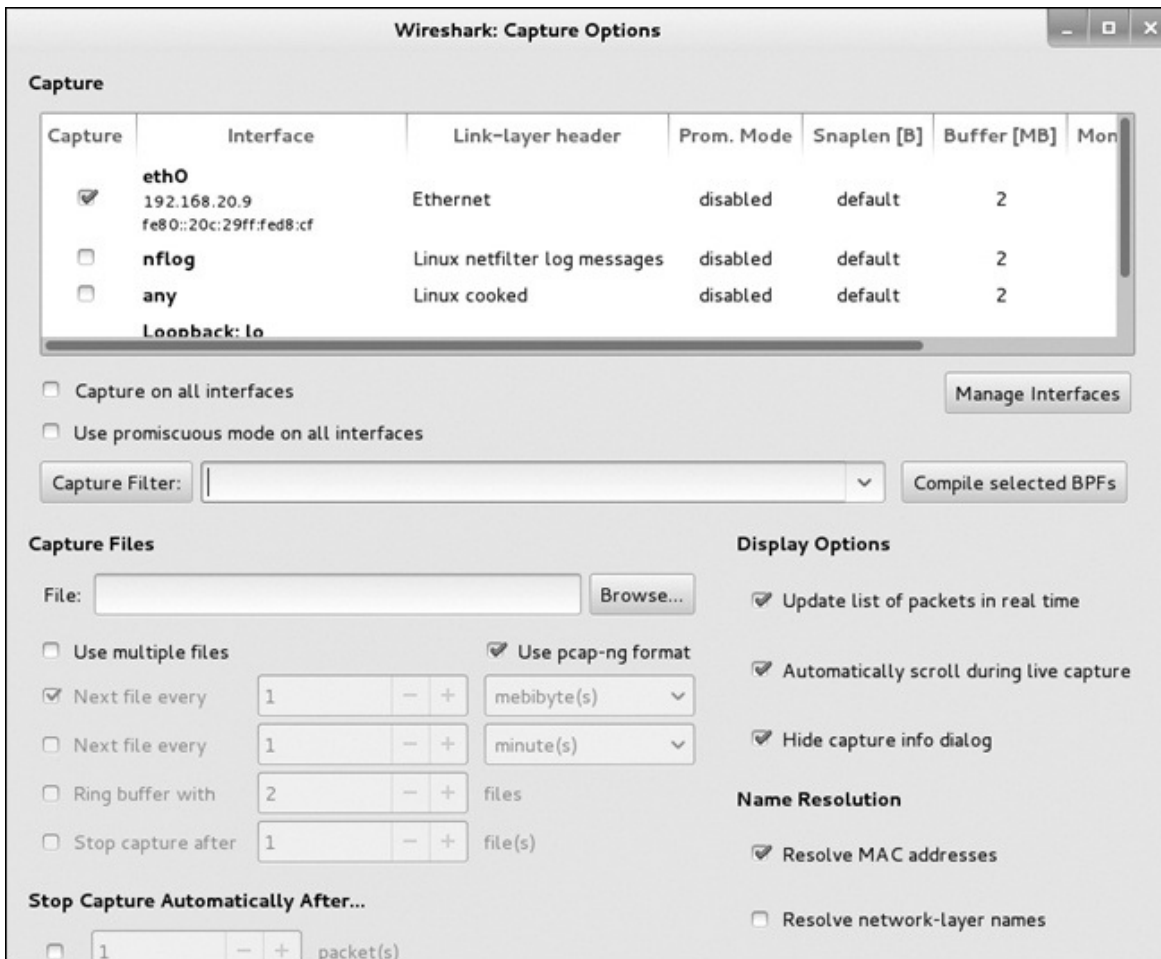 Wireshark: Capture Options
Capture
Capture Interface Link-layer header Prom. Mode Snaplen [B] Buffer [MB] Mon
eth0
192.168.20.9
fe80::20c:29ff:fed8:cf
Ethernet disabled default 2
nflog Linux netfilter log messages disabled default 2
any Linux cooked disabled default 2
Loopback: lo
Capture on all interfaces
Manage Interfaces
Use promiscuous mode on all interfaces
Capture Filter: Compile selected BPFs
Capture Files
File: Browse...
Use multiple files Use pcap-ng format
Next file every 1 - + mebibyte(s)
Next file every 1 - + minute(s)
Ring buffer with 2 - + files
Stop capture after 1 - + file(s)
Stop Capture Automatically After...
1 - + packet(s)
Display Options
Update list of packets in real time
Automatically scroll during live capture
Hide capture info dialog
Name Resolution
Resolve MAC addresses
Resolve network-layer names